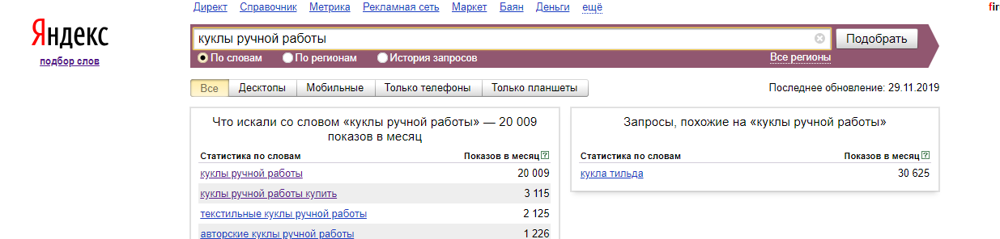 Директ Справочник Метрика Рекламная сеть Маркет Баян Деньги ещё
Яндекс
подбор слов
куклы ручной работы Подобрать
По словам По регионам История запросов Все регионы
Все Десктопы Мобильные Только телефоны Только планшеты Последнее обновление: 29.11.2019
Что искали со словом «куклы ручной работы» — 20 009
показов в месяц
Статистика по словам Показов в месяц ?
куклы ручной работы 20 009
куклы ручной работы купить 3 115
текстильные куклы ручной работы 2 125
авторские куклы ручной работы 1 226
Запросы, похожие на «куклы ручной работы»
Статистика по словам Показов в месяц ?
кукла тильда 30 625